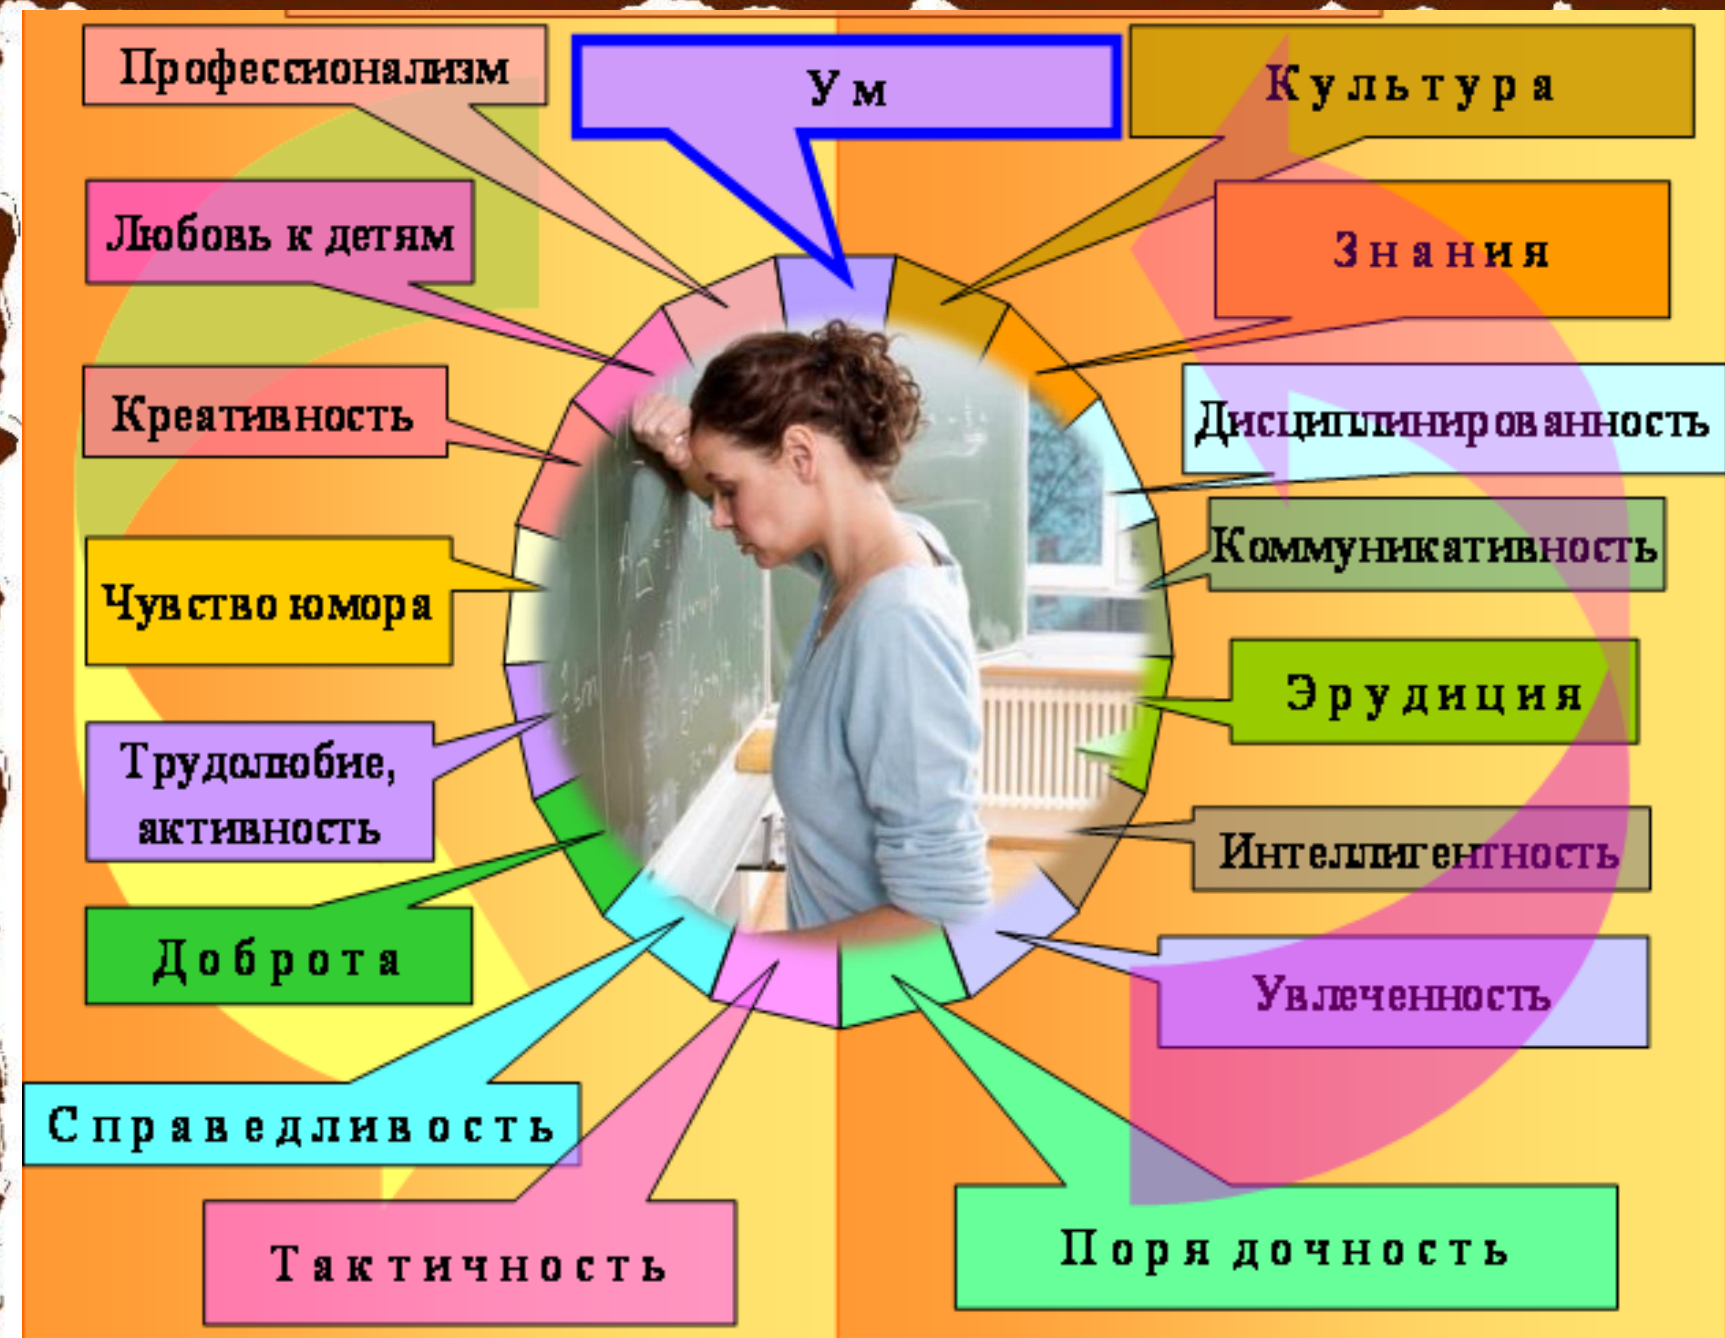 Профессионализм
Ум
Культура
Любовь к детям
Знания
Креативность
Дисциплинированность
Коммуникативность
Чувство юмора
Эрудиция
Трудолюбие,
активность
Интеллигентность
Доброта
Увлеченность
Справедливость
Тактичность
Порядочность